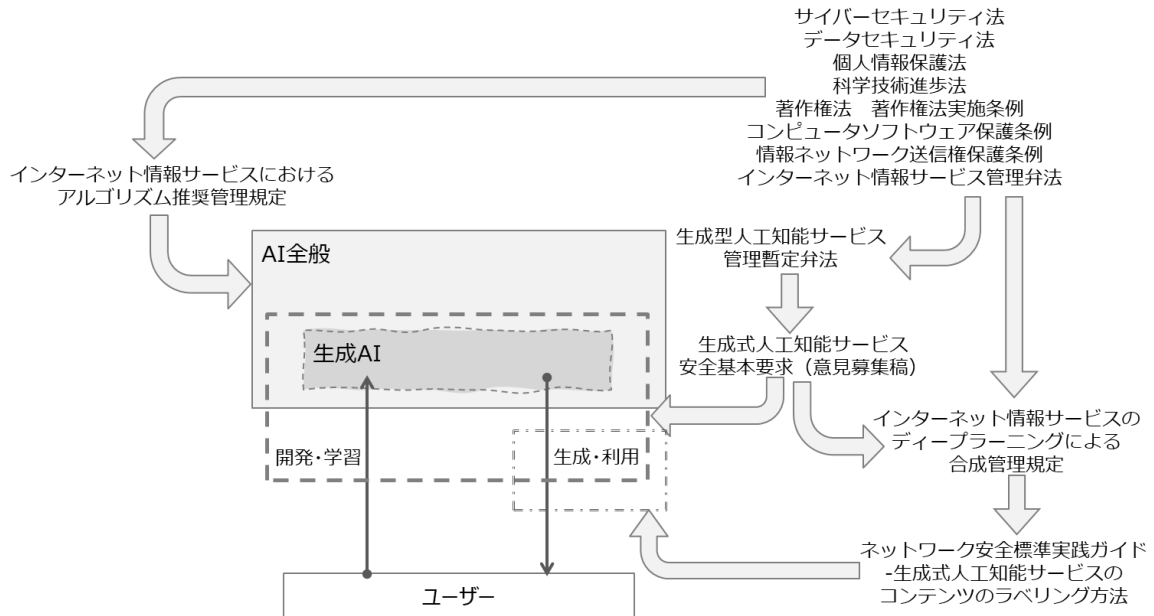 サイバーセキュリティ法
データセキュリティ法
個人情報保護法
科学技術進歩法
著作権法　著作権法実施条例
コンピュータソフトウェア保護条例
情報ネットワーク送信権保護条例
インターネット情報サービス管理弁法
インターネット情報サービスにおける
アルゴリズム推奨管理規定
生成型人工知能サービス
管理暫定弁法
AI全般
生成AI
生成式人工知能サービス
安全基本要求（意見募集稿）
インターネット情報サービスの
ディープラーニングによる
合成管理規定
開発・学習
生成・利用
ネットワーク安全標準実践ガイド
-生成式人工知能サービスの
コンテンツのラベリング方法
ユーザー